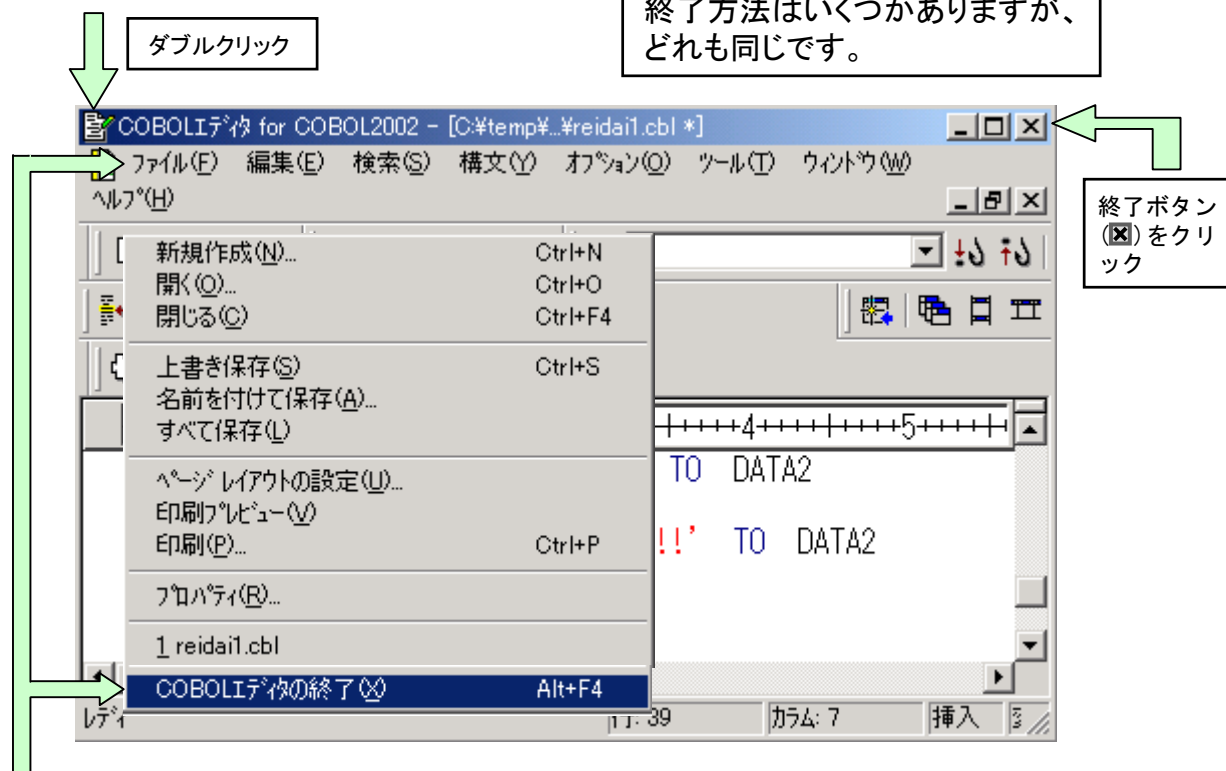 終了方法はいくつかありますが、
どれも同じです。
ダブルクリック
COBOLエディタ for COBOL2002 - [C:¥temp¥...¥reidai1.cbl *]
ファイル(F) 編集(E) 検索(S) 構文(Y) オプション(O) ツール(T) ウィンドウ(W)
ヘルプ(H)
終了ボタン
(☒)をクリ
ック
新規作成(N)... Ctrl+N
開く(O)... Ctrl+O
閉じる(C) Ctrl+F4
上書き保存(S) Ctrl+S
名前を付けて保存(A)...
すべて保存(L)
ページ レイアウトの設定(U)...
印刷プレビュー(V)
印刷(P)... Ctrl+P
プロパティ(R)...
1 reidai1.cbl
COBOLエディタの終了(X) Alt+F4
++++4++++|++++5++++
TO DATA2
!!' TO DATA2
レディ 行: 39 カラム: 7 挿入